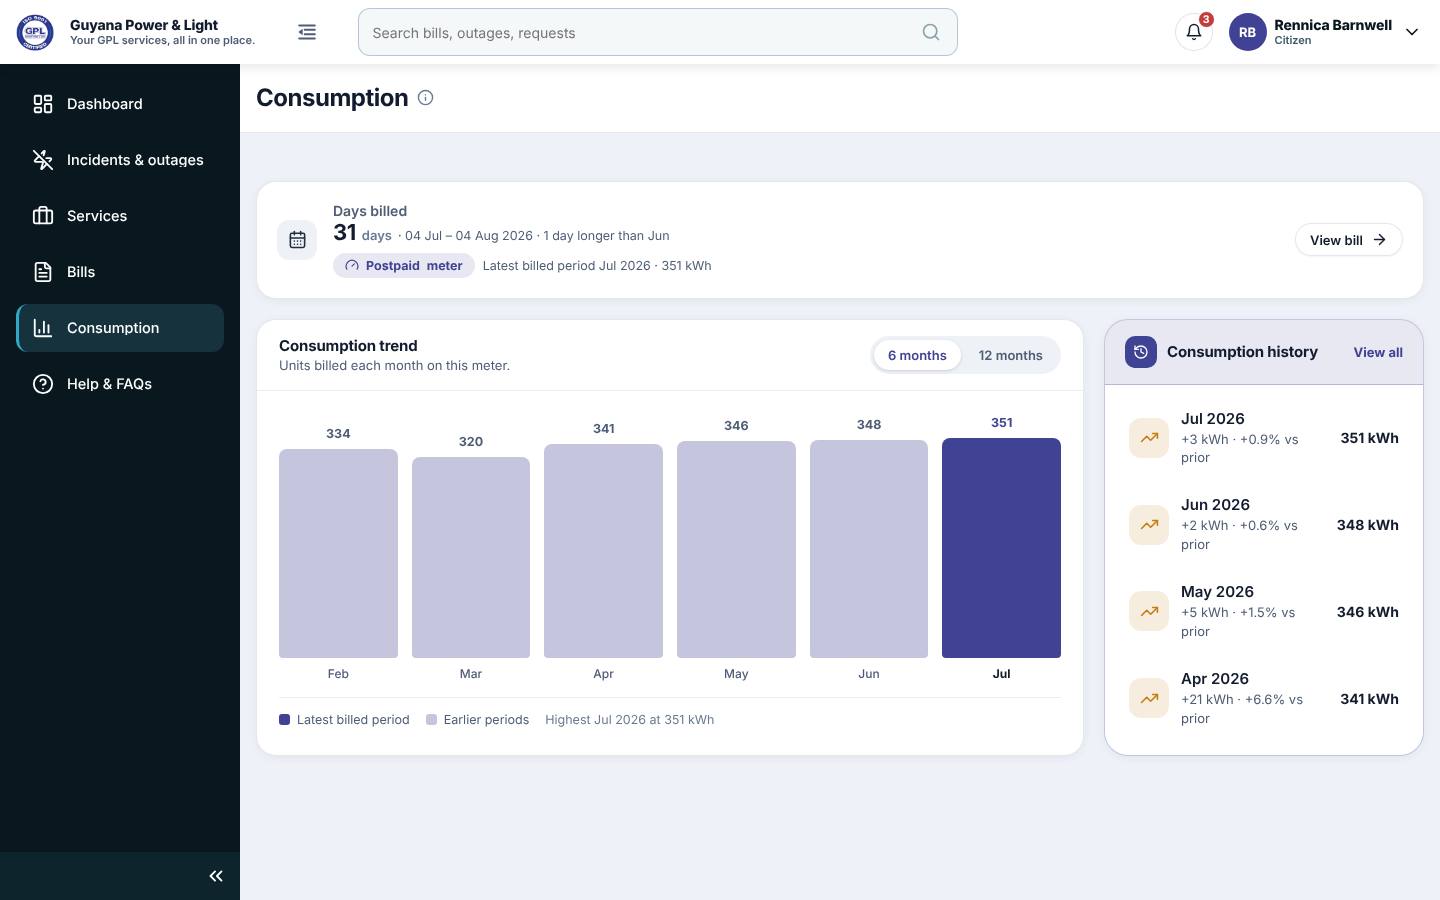 GPL
Guyana Power & Light
Your GPL services, all in one place.
Search bills, outages, requests
3
RB
Rennica Barnwell
Citizen
Dashboard
Incidents & outages
Services
Bills
Consumption
Help & FAQs
Consumption
Days billed
31 days · 04 Jul – 04 Aug 2026 · 1 day longer than Jun
Postpaid meter
Latest billed period Jul 2026 · 351 kWh
View bill
Consumption trend
Units billed each month on this meter.
6 months
12 months
334
320
341
346
348
351
Feb
Mar
Apr
May
Jun
Jul
Latest billed period
Earlier periods
Highest Jul 2026 at 351 kWh
Consumption history
View all
Jul 2026
+3 kWh · +0.9% vs
prior
351 kWh
Jun 2026
+2 kWh · +0.6% vs
prior
348 kWh
May 2026
+5 kWh · +1.5% vs
prior
346 kWh
Apr 2026
+21 kWh · +6.6% vs
prior
341 kWh